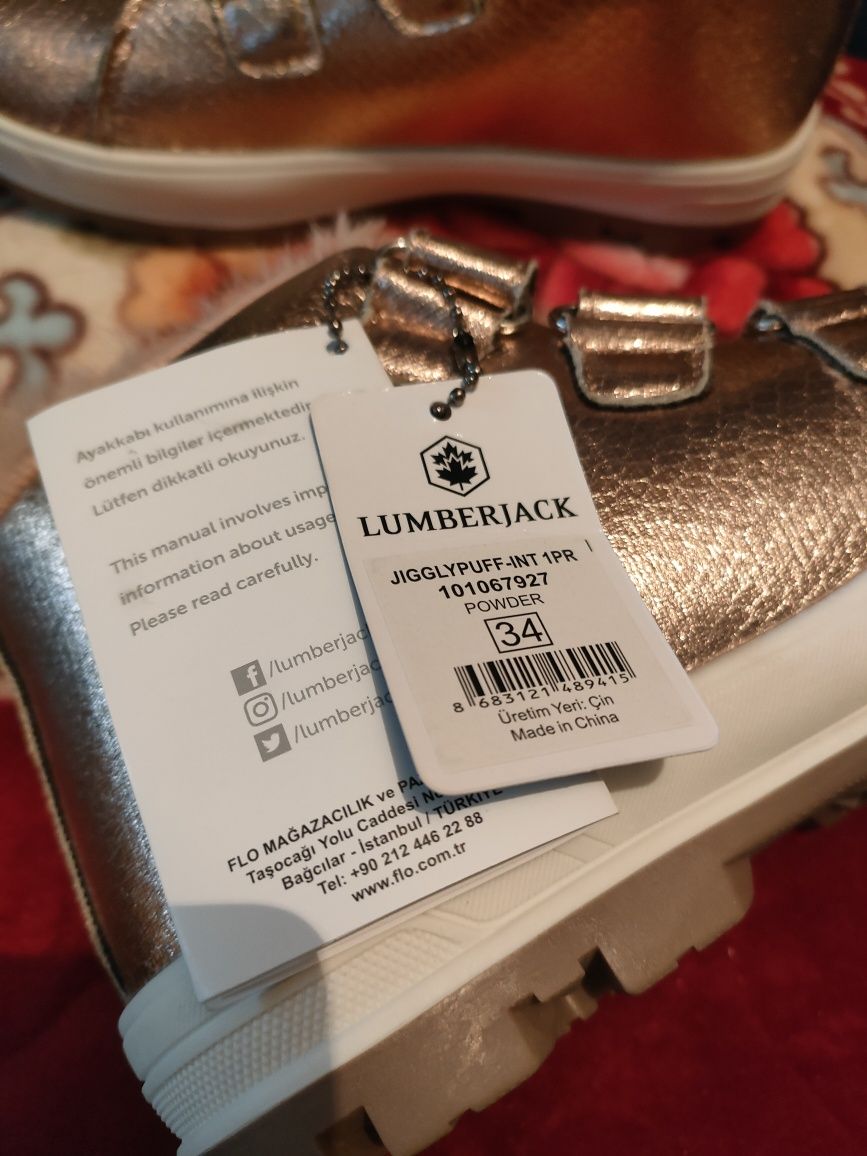 Ayakkabı kullanımına ilişkin
önemli bilgiler içermektedir
Lütfen dikkatli okuyunuz.
This manual involves imp
information about usage
Please read carefully.
/lumberjac
/lumberjac
/lumberjac
FLO MAĞAZACILIK ve PA
Taşocağı Yolu Caddesi No
Bağcılar - İstanbul / TÜRKİYE
Tel: +90 212 446 22 88
www.flo.com.tr
LUMBERJACK
JIGGLYPUFF-INT 1PR
101067927
POWDER
34
8 683121 489415
Üretim Yeri: Çin
Made in China